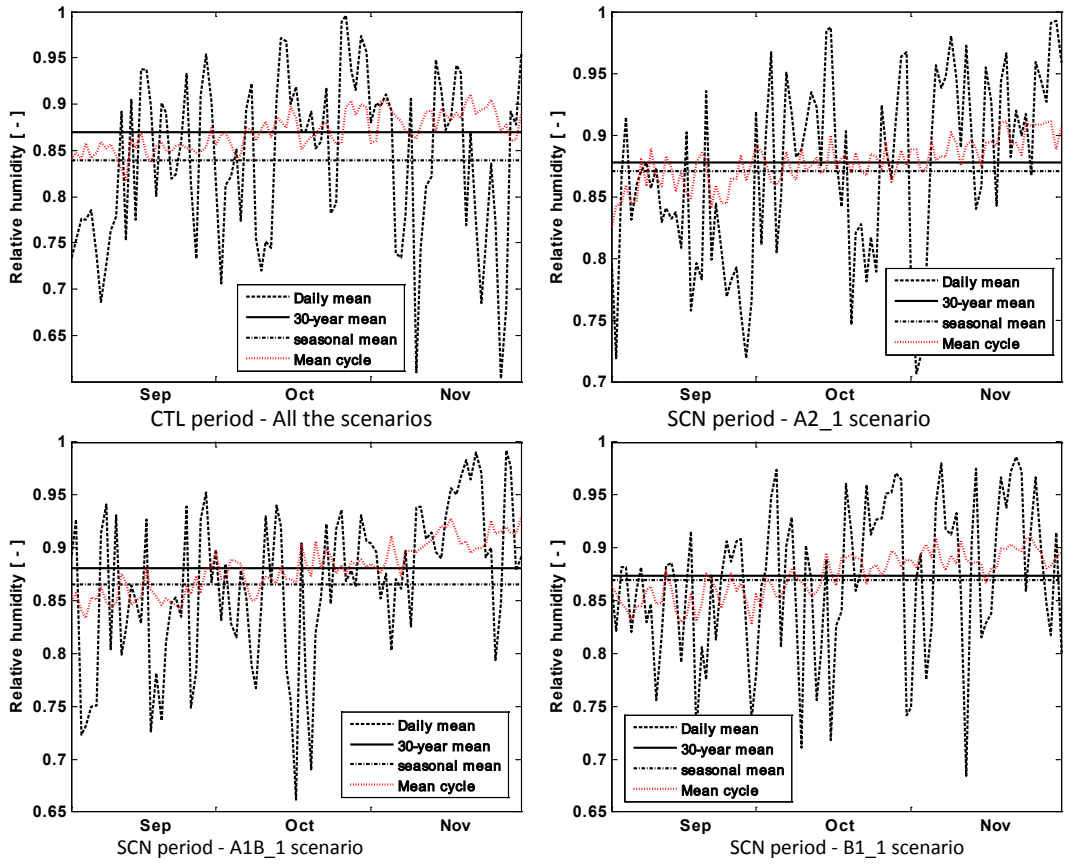 1
0.95
0.9
0.85
0.8
0.75
0.7
0.65
Relative humidity [ - ]
Daily mean
30-year mean
seasonal mean
Mean cycle
Sep Oct Nov
CTL period - All the scenarios
1
0.95
0.9
0.85
0.8
0.75
0.7
Relative humidity [ - ]
Daily mean
30-year mean
seasonal mean
Mean cycle
Sep Oct Nov
SCN period - A2_1 scenario
1
0.95
0.9
0.85
0.8
0.75
0.7
0.65
Relative humidity [ - ]
Daily mean
30-year mean
seasonal mean
Mean cycle
Sep Oct Nov
SCN period - A1B_1 scenario
1
0.95
0.9
0.85
0.8
0.75
0.7
0.65
Relative humidity [ - ]
Daily mean
30-year mean
seasonal mean
Mean cycle
Sep Oct Nov
SCN period - B1_1 scenario